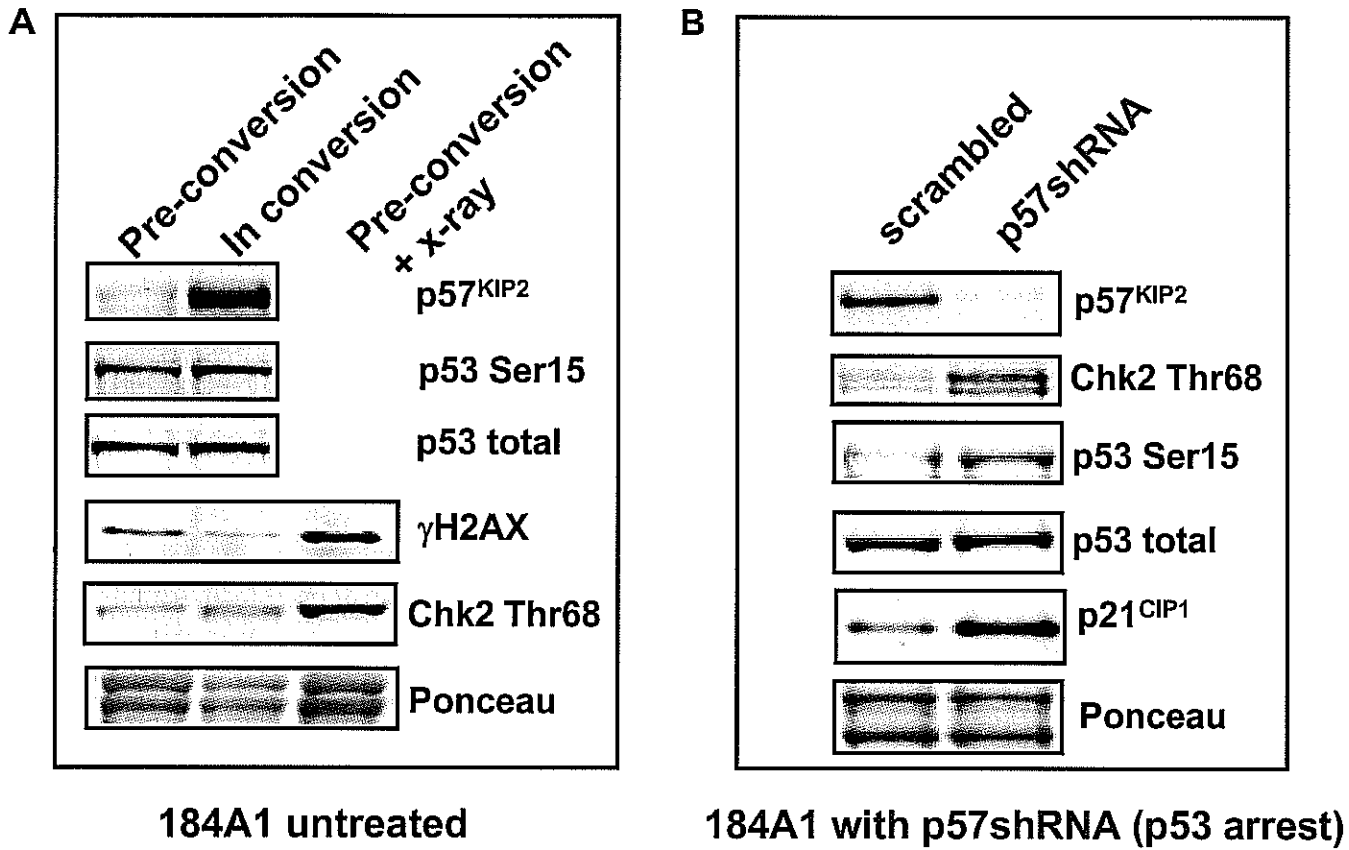 A
Pre-conversion
In conversion
Pre-conversion
+ x-ray
p57KIP2
p53 Ser15
p53 total
γH2AX
Chk2 Thr68
Ponceau
184A1 untreated
B
scrambled
p57shRNA
p57KIP2
Chk2 Thr68
p53 Ser15
p53 total
p21CIP1
Ponceau
184A1 with p57shRNA (p53 arrest)